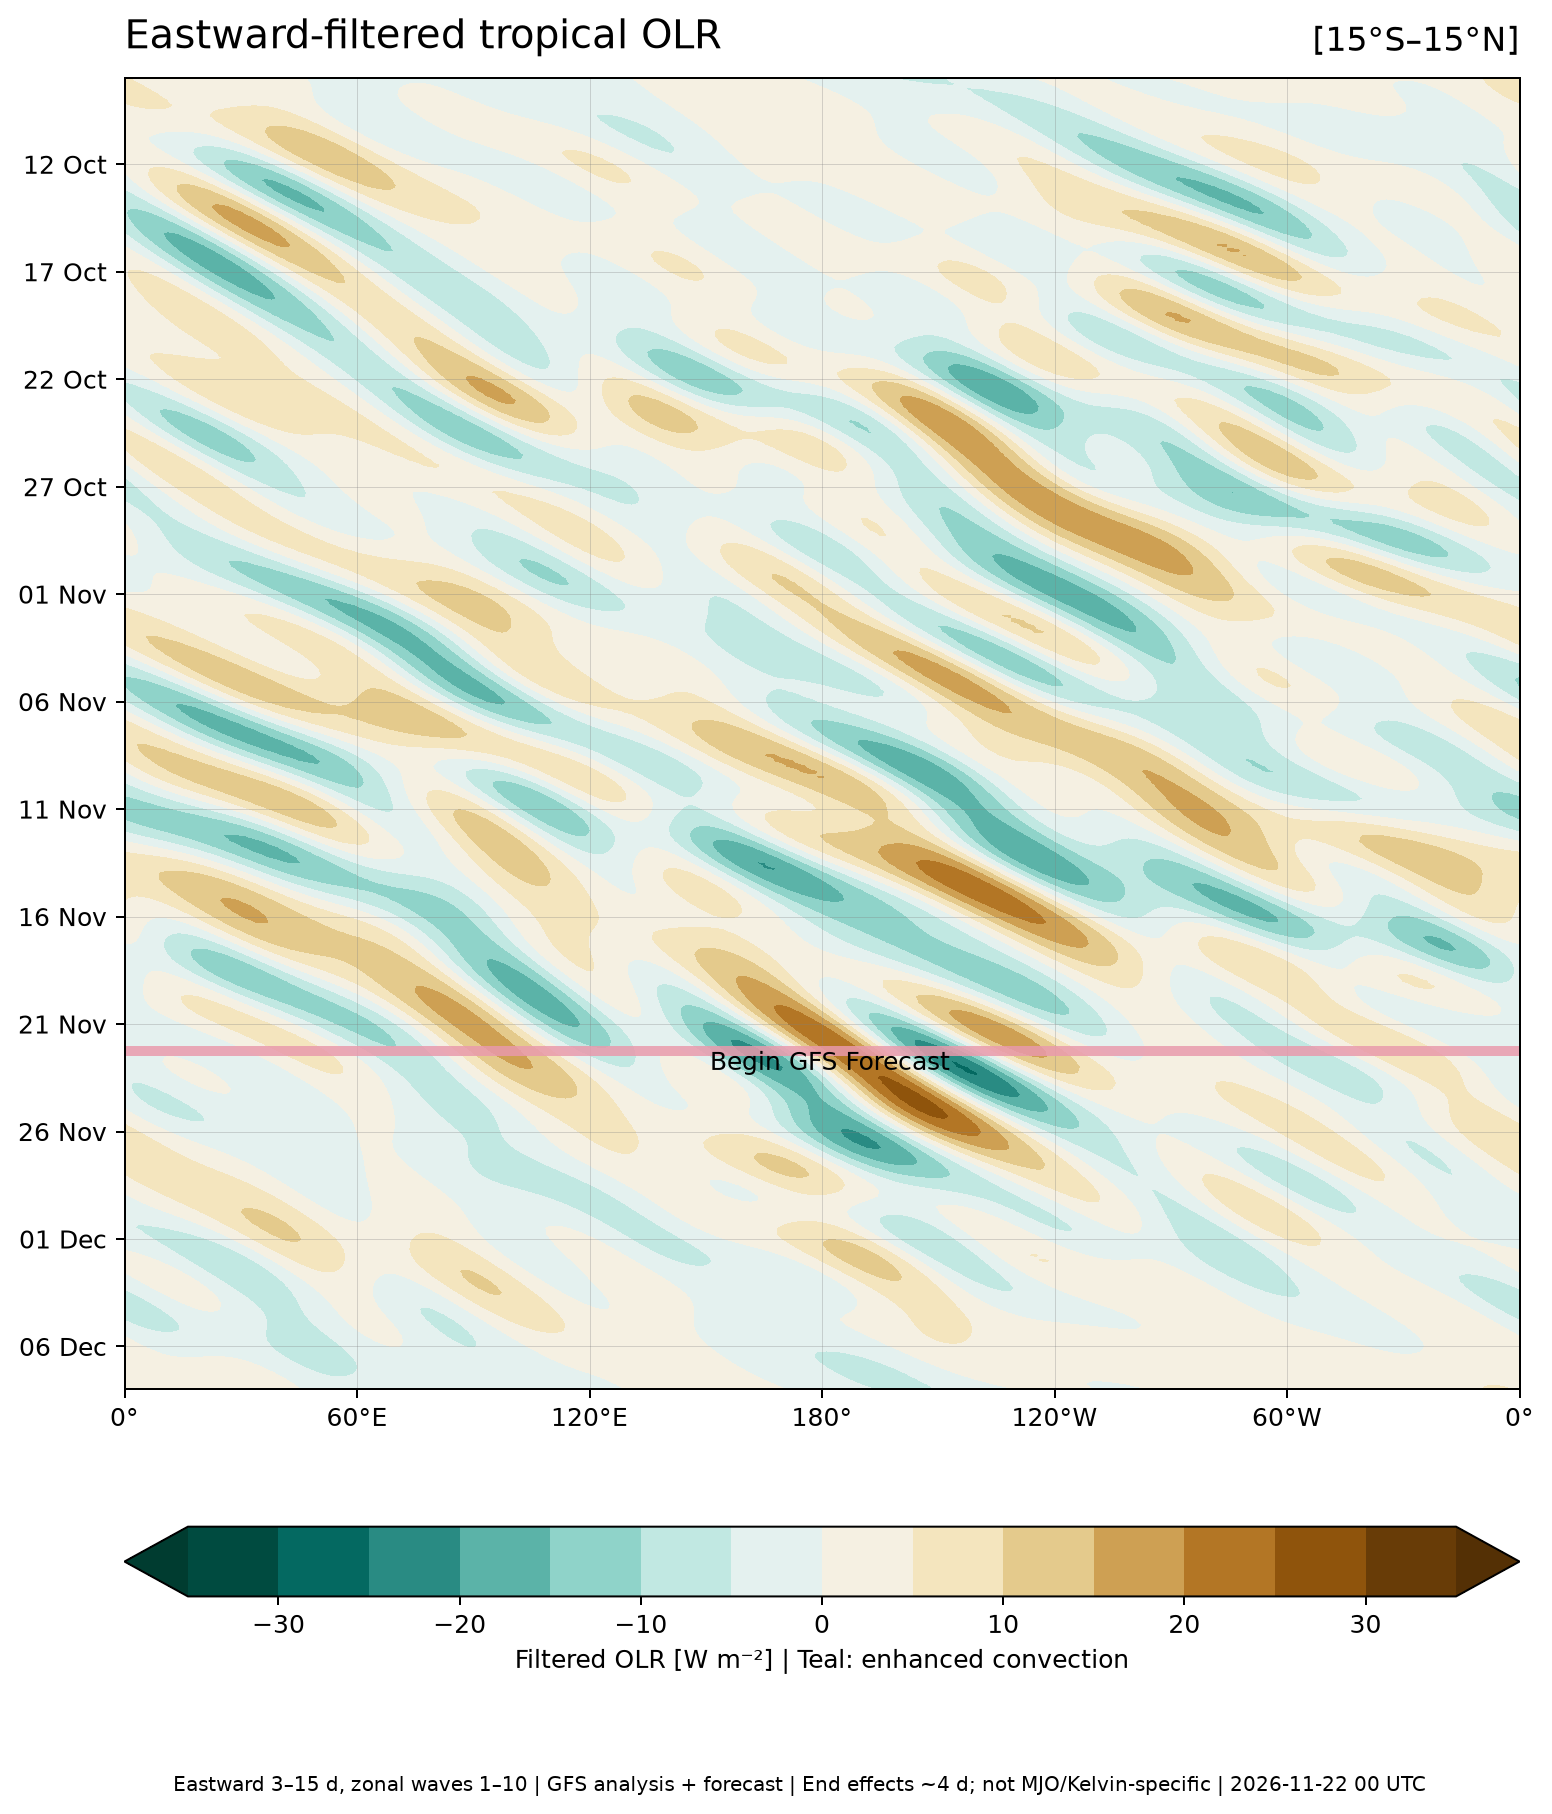 Eastward-filtered tropical OLR
[15°S–15°N]
12 Oct
17 Oct
22 Oct
27 Oct
01 Nov
06 Nov
11 Nov
16 Nov
21 Nov
Begin GFS Forecast
26 Nov
01 Dec
06 Dec
0° 60°E 120°E 180° 120°W 60°W 0°
−30 −20 −10 0 10 20 30
Filtered OLR [W m⁻²] | Teal: enhanced convection
Eastward 3–15 d, zonal waves 1–10 | GFS analysis + forecast | End effects ~4 d; not MJO/Kelvin-specific | 2026-11-22 00 UTC